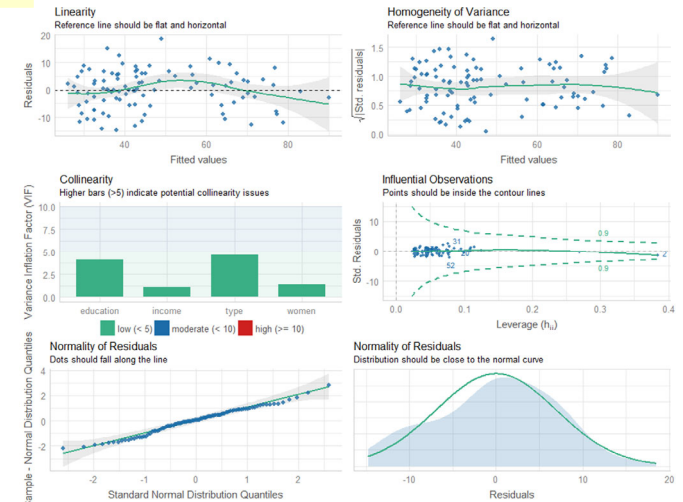 Linearity
Reference line should be flat and horizontal
20
10
0
-10
Residuals
40
60
80
Fitted values
Homogeneity of Variance
Reference line should be flat and horizontal
1.5
1.0
0.5
0.0
√|Std. residuals|
40
60
80
Fitted values
Collinearity
Higher bars (>5) indicate potential collinearity issues
10.0
7.5
5.0
2.5
0.0
Variance Inflation Factor (VIF)
education
income
type
women
low (< 5)
moderate (< 10)
high (>= 10)
Influential Observations
Points should be inside the contour lines
10
0
-10
Std. Residuals
0.9
31
2
52
0.9
0.0
0.1
0.2
0.3
0.4
Leverage (hᵢᵢ)
Normality of Residuals
Dots should fall along the line
4
2
0
-2
ample - Normal Distribution Quantiles
-2
-1
0
1
2
Standard Normal Distribution Quantiles
Normality of Residuals
Distribution should be close to the normal curve
-10
0
10
20
Residuals